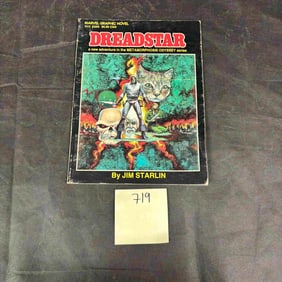 MARVEL GRAPHIC NOVEL
DREADSTAR
a new adventure in the METAMORPHOSIS ODYSSEY series
By JIM STARLIN
719